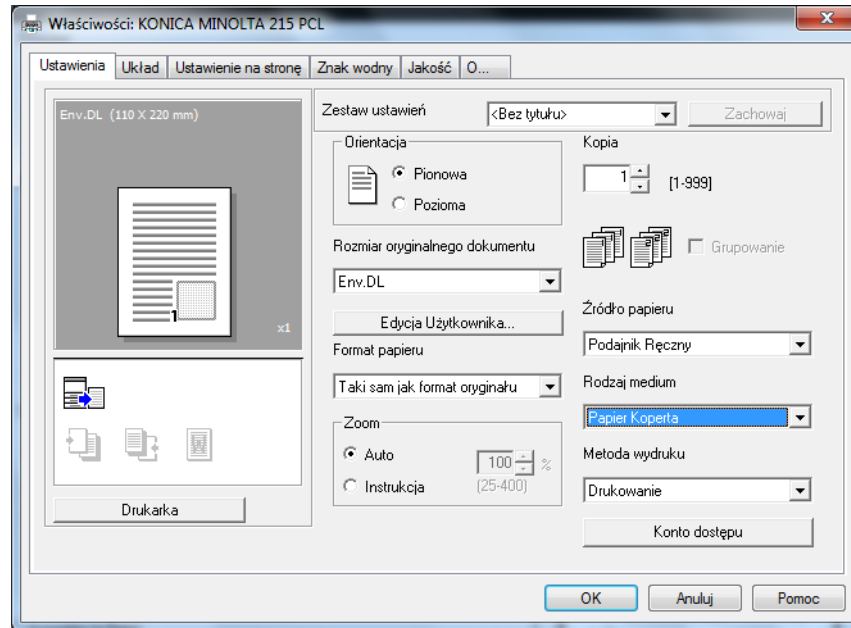 Właściwości: KONICA MINOLTA 215 PCL
x
Ustawienia Układ Ustawienie na stronę Znak wodny Jakość O...
Env.DL (110 X 220 mm)
1
x1
Drukarka
Zestaw ustawień <Bez tytułu> Zachowaj
Orientacja
Pionowa
Pozioma
Rozmiar oryginalnego dokumentu
Env.DL
Edycja Użytkownika...
Format papieru
Taki sam jak format oryginału
Zoom
Auto
100 %
Instrukcja (25-400)
Kopia
1 [1-999]
Grupowanie
Źródło papieru
Podajnik Ręczny
Rodzaj medium
Papier Koperta
Metoda wydruku
Drukowanie
Konto dostępu
OK Anuluj Pomoc